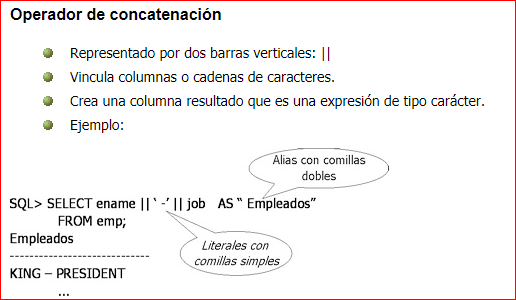 Operador de concatenación
Representado por dos barras verticales: ||
Vincula columnas o cadenas de caracteres.
Crea una columna resultado que es una expresión de tipo carácter.
Ejemplo:
Alias con comillas
dobles
SQL> SELECT ename || ‘ -’ || job AS “ Empleados”
FROM emp;
Empleados
Literales con
comillas simples
----------------------------
KING – PRESIDENT
...